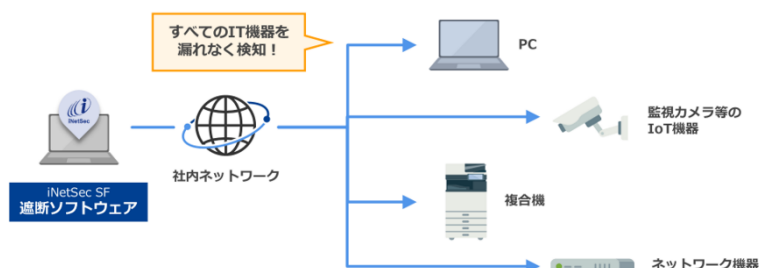 すべてのIT機器を
漏れなく検知！
PC
iNetSec
監視カメラ等の
IoT機器
社内ネットワーク
iNetSec SF
遮断ソフトウェア
複合機
ネットワーク機器